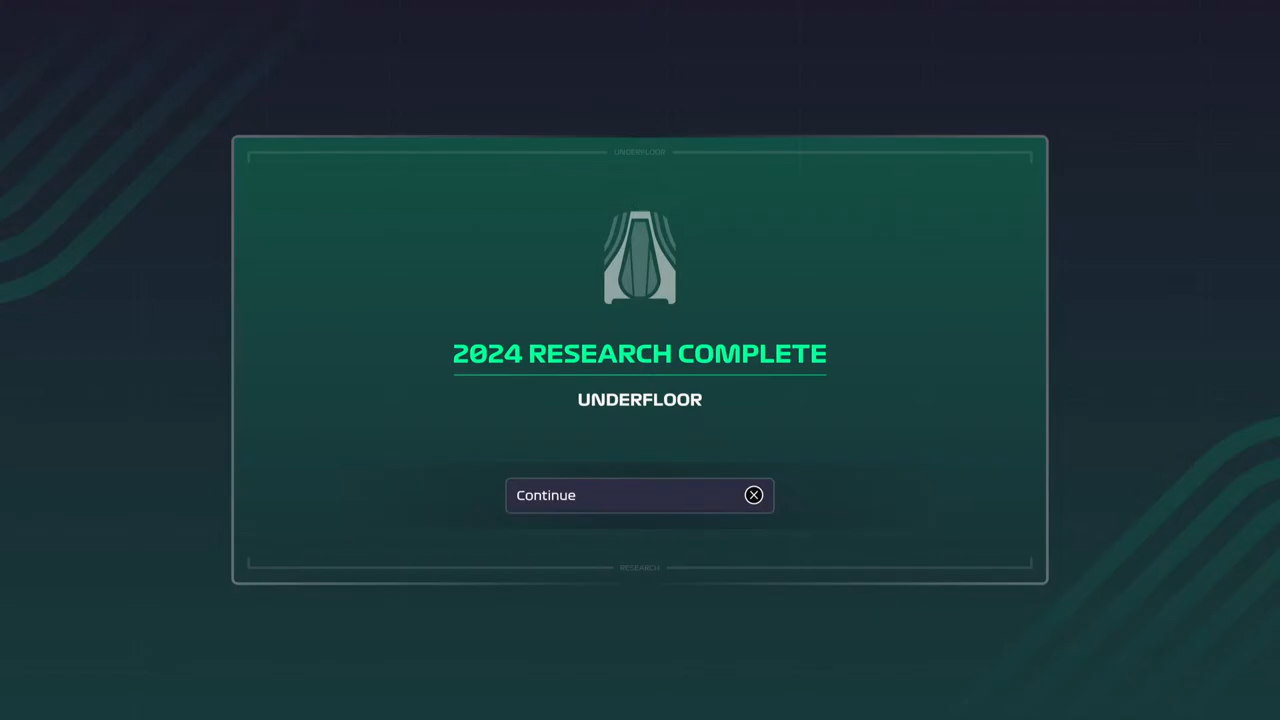 UNDERFLOOR
2024 RESEARCH COMPLETE
UNDERFLOOR
Continue
RESEARCH